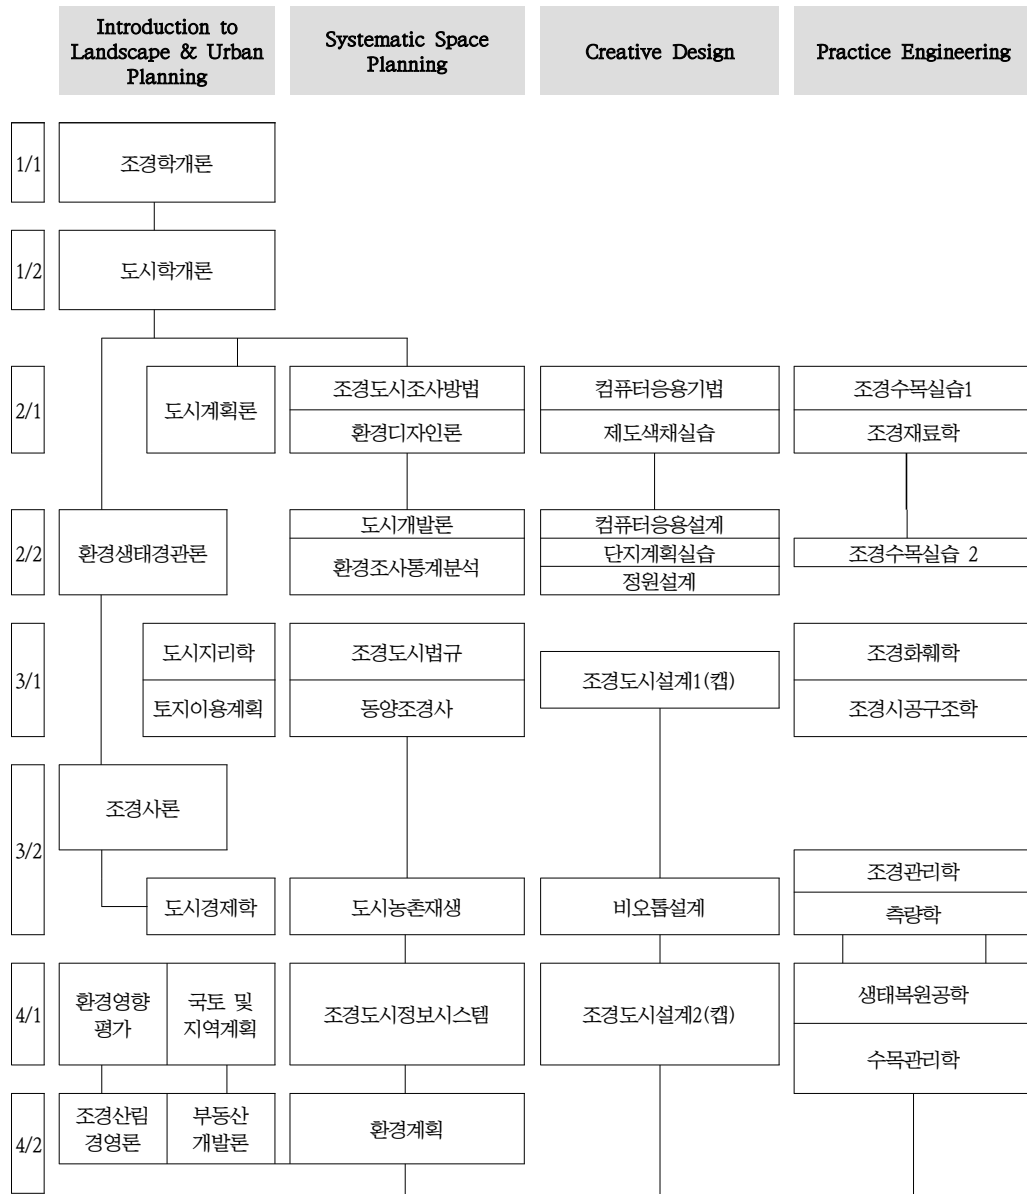 Introduction to
Landscape & Urban
Planning
Systematic Space
Planning
Creative Design
Practice Engineering
1/1
조경학개론
1/2
도시학개론
2/1
도시계획론
조경도시조사방법
환경디자인론
컴퓨터응용기법
제도색채실습
조경수목실습1
조경재료학
2/2
환경생태경관론
도시개발론
환경조사통계분석
컴퓨터응용설계
단지계획실습
정원설계
조경수목실습 2
3/1
도시지리학
토지이용계획
조경도시법규
동양조경사
조경도시설계1(캡)
조경화훼학
조경시공구조학
3/2
조경사론
도시경제학
도시농촌재생
비오톱설계
조경관리학
측량학
4/1
환경영향
평가
국토 및
지역계획
조경도시정보시스템
조경도시설계2(캡)
생태복원공학
수목관리학
4/2
조경산림
경영론
부동산
개발론
환경계획